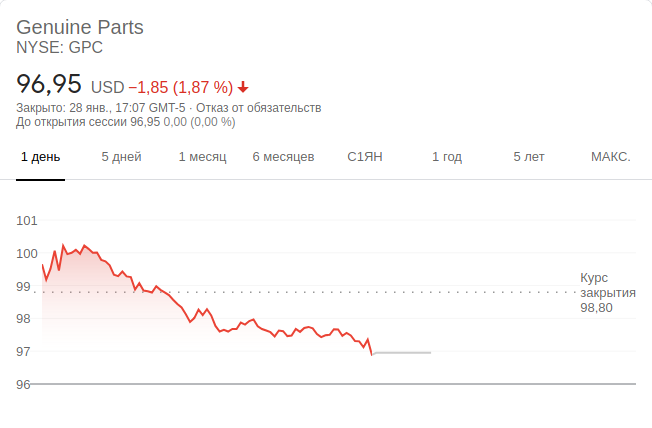 Genuine Parts
NYSE: GPC
96,95 USD −1,85 (1,87 %)
Закрыто: 28 янв., 17:07 GMT-5 · Отказ от обязательств
До открытия сессии 96,95 0,00 (0,00 %)
1 день 5 дней 1 месяц 6 месяцев С1ЯН 1 год 5 лет МАКС.
101
100
99
98
97
96
Курс
закрытия
98,80